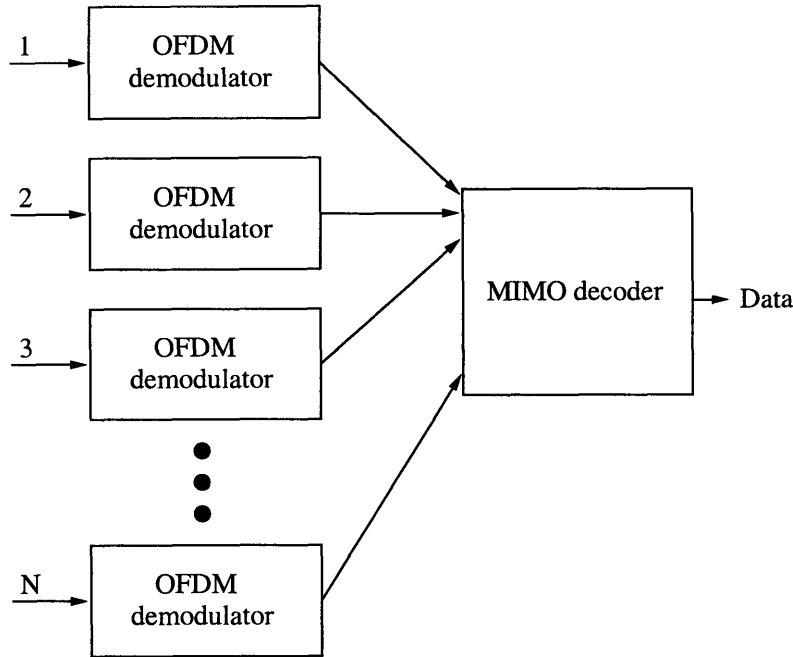 1
OFDM
demodulator
2
OFDM
demodulator
3
OFDM
demodulator
MIMO decoder
Data
N
OFDM
demodulator